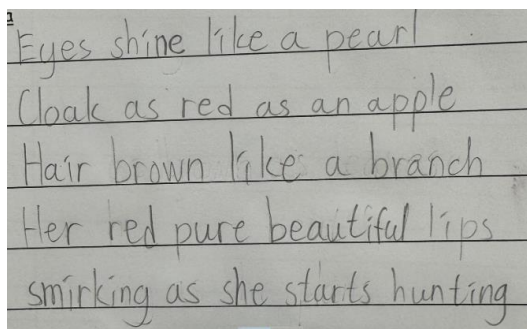 Eyes shine like a pearl
Cloak as red as an apple
Hair brown like a branch
Her red pure beautiful lips
smirking as she starts hunting